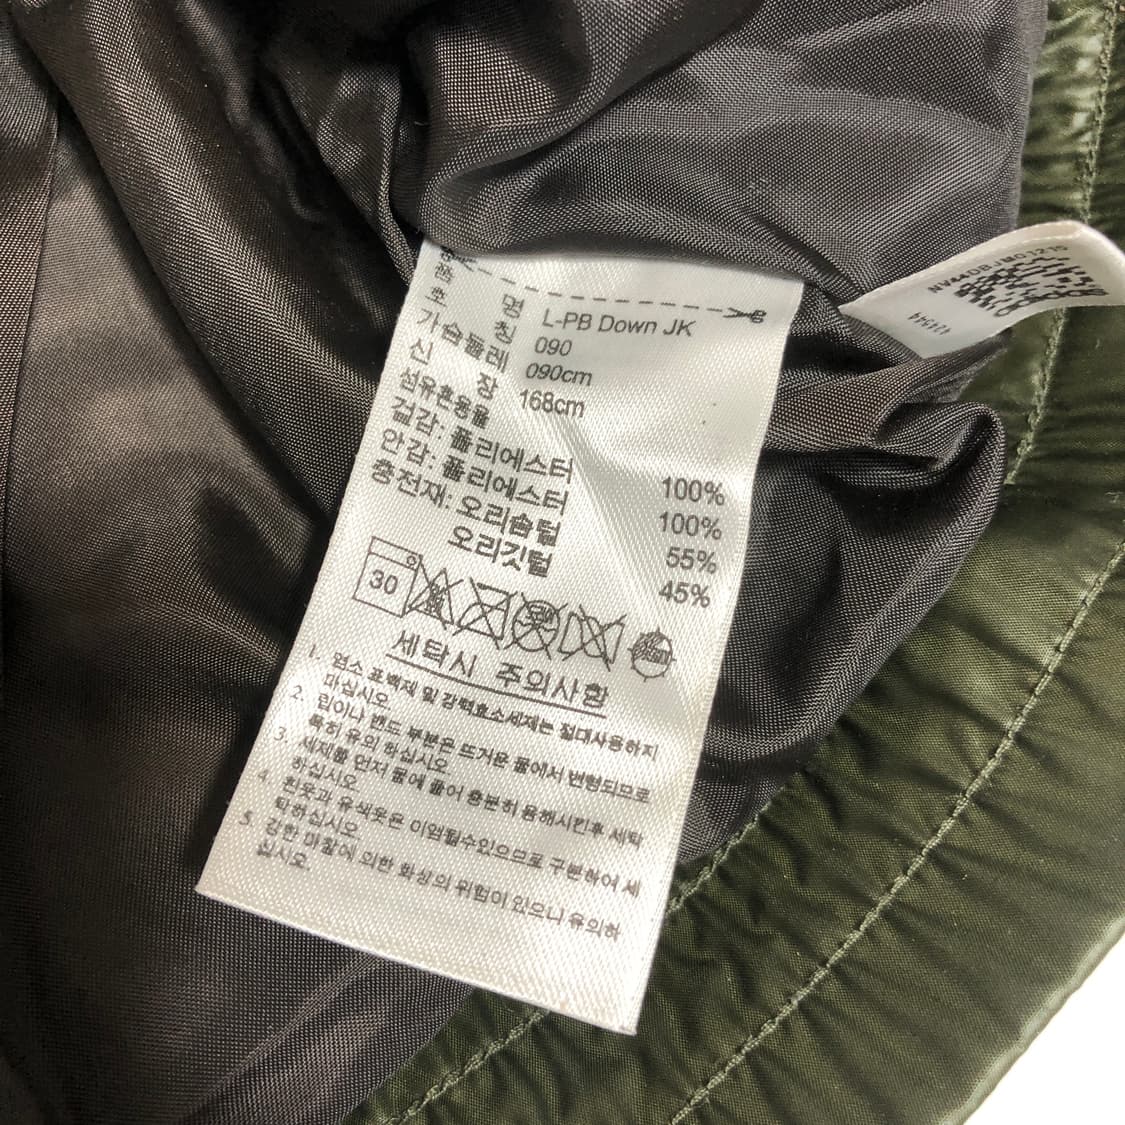 품 명 L-PB Down JK
호 칭 090
가슴둘레 090cm
신 장 168cm
섬유혼용율
겉감: 폴리에스터 100%
안감: 폴리에스터 100%
충전재: 오리솜털 55%
오리깃털 45%
30
세탁시 주의사항
1. 염소 표백제 및 강력효소세제는 절대사용하지
마십시오
2. 립이나 밴드 부분은 뜨거운 물에서 변형되므로
특히 유의 하십시오
3. 세제를 먼저 물에 풀어 충분히 용해시킨후 세탁
하십시오
4. 흰옷과 유색옷은 이염될수있으므로 구분하여 세
탁하십시오
5. 강한 마찰에 의한 화상의 위험이 있으니 유의하
십시오.